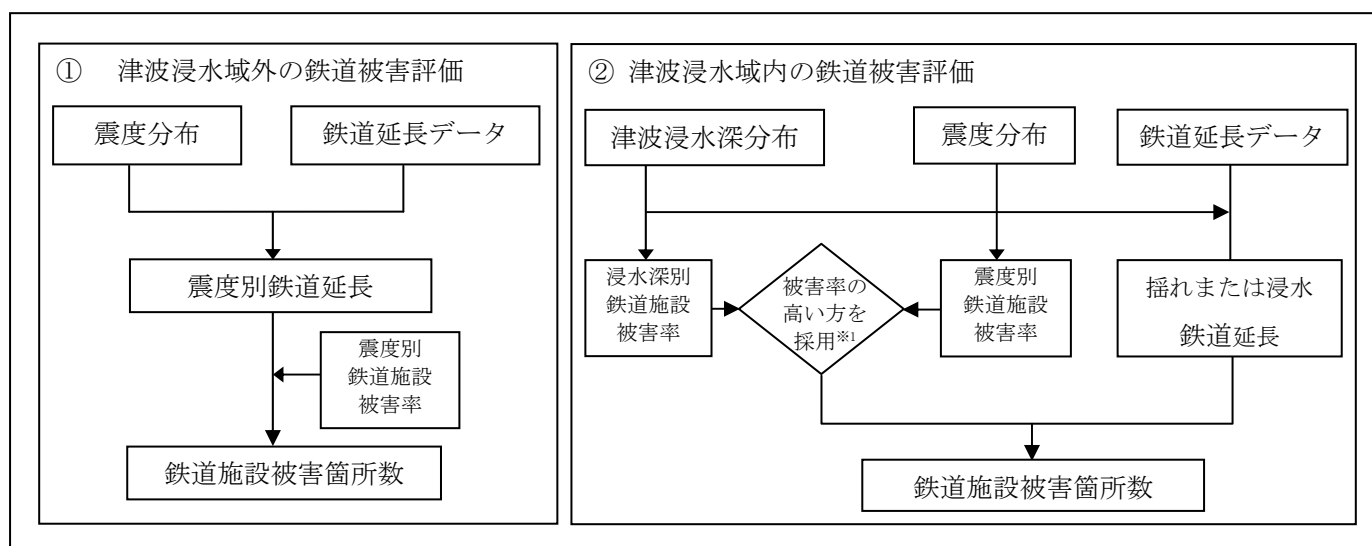 ① 津波浸水域外の鉄道被害評価
震度分布
鉄道延長データ
震度別鉄道延長
震度別
鉄道施設
被害率
鉄道施設被害箇所数
② 津波浸水域内の鉄道被害評価
津波浸水深分布
震度分布
鉄道延長データ
浸水深別
鉄道施設
被害率
被害率の
高い方を
採用※1
震度別
鉄道施設
被害率
揺れまたは浸水
鉄道延長
鉄道施設被害箇所数